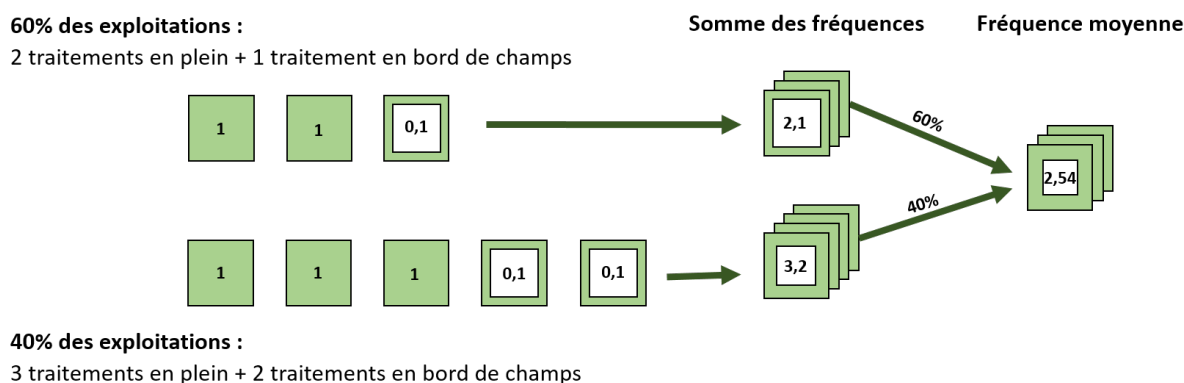 60% des exploitations :
2 traitements en plein + 1 traitement en bord de champs
Somme des fréquences
Fréquence moyenne
1
1
0,1
2,1
60%
2,54
40%
1
1
1
0,1
0,1
3,2
40% des exploitations :
3 traitements en plein + 2 traitements en bord de champs